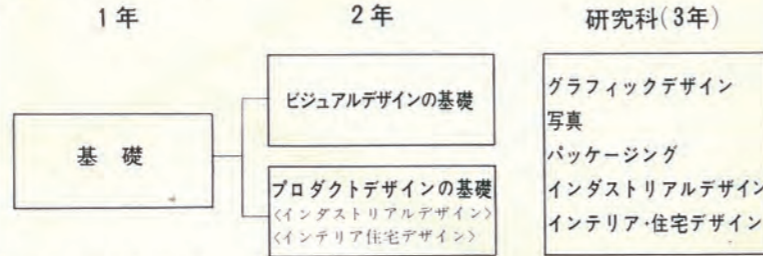 1年
2年
研究科(3年)
基礎
ビジュアルデザインの基礎
プロダクトデザインの基礎
〈インダストリアルデザイン〉
〈インテリア住宅デザイン〉
グラフィックデザイン
写真
パッケージング
インダストリアルデザイン
インテリア・住宅デザイン